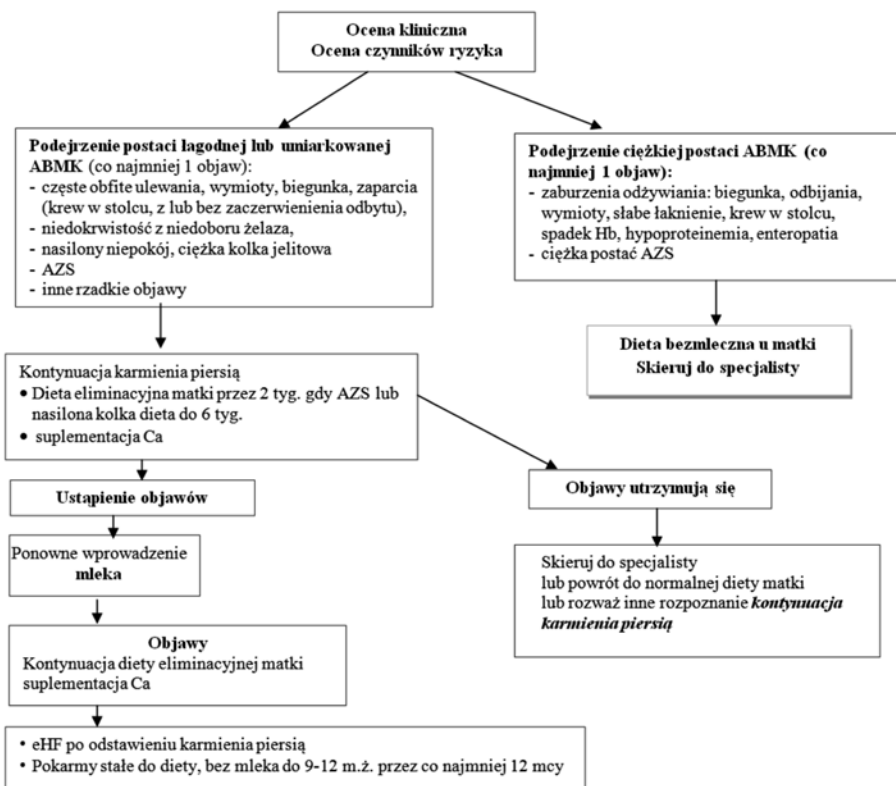 Ocena kliniczna
Ocena czynników ryzyka
Podejrzenie postaci łagodnej lub umiarkowanej
ABMK (co najmniej 1 objaw):
- częste obfite ulewania, wymioty, biegunka, zaparcia
(krew w stolcu, z lub bez zaczerwienienia odbytu),
- niedokrwistość z niedoboru żelaza,
- nasilony niepokój, ciężka kolka jelitowa
- AZS
- inne rzadkie objawy
Podejrzenie ciężkiej postaci ABMK (co
najmniej 1 objaw):
- zaburzenia odżywiania: biegunka, odbijania,
wymioty, słabe łaknienie, krew w stolcu,
spadek Hb, hypoproteinemia, enteropatia
- ciężka postać AZS
Dieta bezmleczna u matki
Skieruj do specjalisty
Kontynuacja karmienia piersią
• Dieta eliminacyjna matki przez 2 tyg. gdy AZS lub
nasilona kolka dieta do 6 tyg.
• suplementacja Ca
Ustąpienie objawów
Objawy utrzymują się
Ponowne wprowadzenie
mleka
Skieruj do specjalisty
lub powrót do normalnej diety matki
lub rozważ inne rozpoznanie kontynuacja
karmienia piersią
Objawy
Kontynuacja diety eliminacyjnej matki
suplementacja Ca
• eHF po odstawieniu karmienia piersią
• Pokarmy stałe do diety, bez mleka do 9-12 m.ż. przez co najmniej 12 mcy